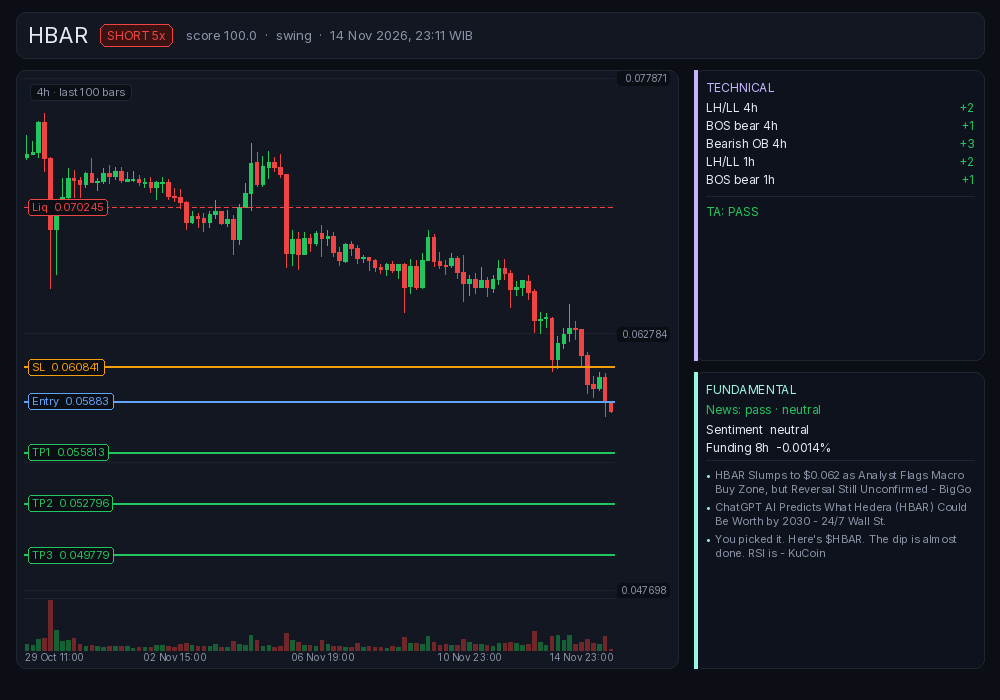 HBAR SHORT 5x score 100.0 · swing · 14 Nov 2026, 23:11 WIB
4h · last 100 bars
0.077871
Liq 0.070245
0.062784
SL 0.060841
Entry 0.05883
TP1 0.055813
TP2 0.052796
TP3 0.049779
0.047698
29 Oct 11:00 02 Nov 15:00 06 Nov 19:00 10 Nov 23:00 14 Nov 23:00
TECHNICAL
LH/LL 4h +2
BOS bear 4h +1
Bearish OB 4h +3
LH/LL 1h +2
BOS bear 1h +1
TA: PASS
FUNDAMENTAL
News: pass · neutral
Sentiment neutral
Funding 8h -0.0014%
• HBAR Slumps to $0.062 as Analyst Flags Macro
Buy Zone, but Reversal Still Unconfirmed - BigGo
• ChatGPT AI Predicts What Hedera (HBAR) Could
Be Worth by 2030 - 24/7 Wall St.
• You picked it. Here's $HBAR. The dip is almost
done. RSI is - KuCoin